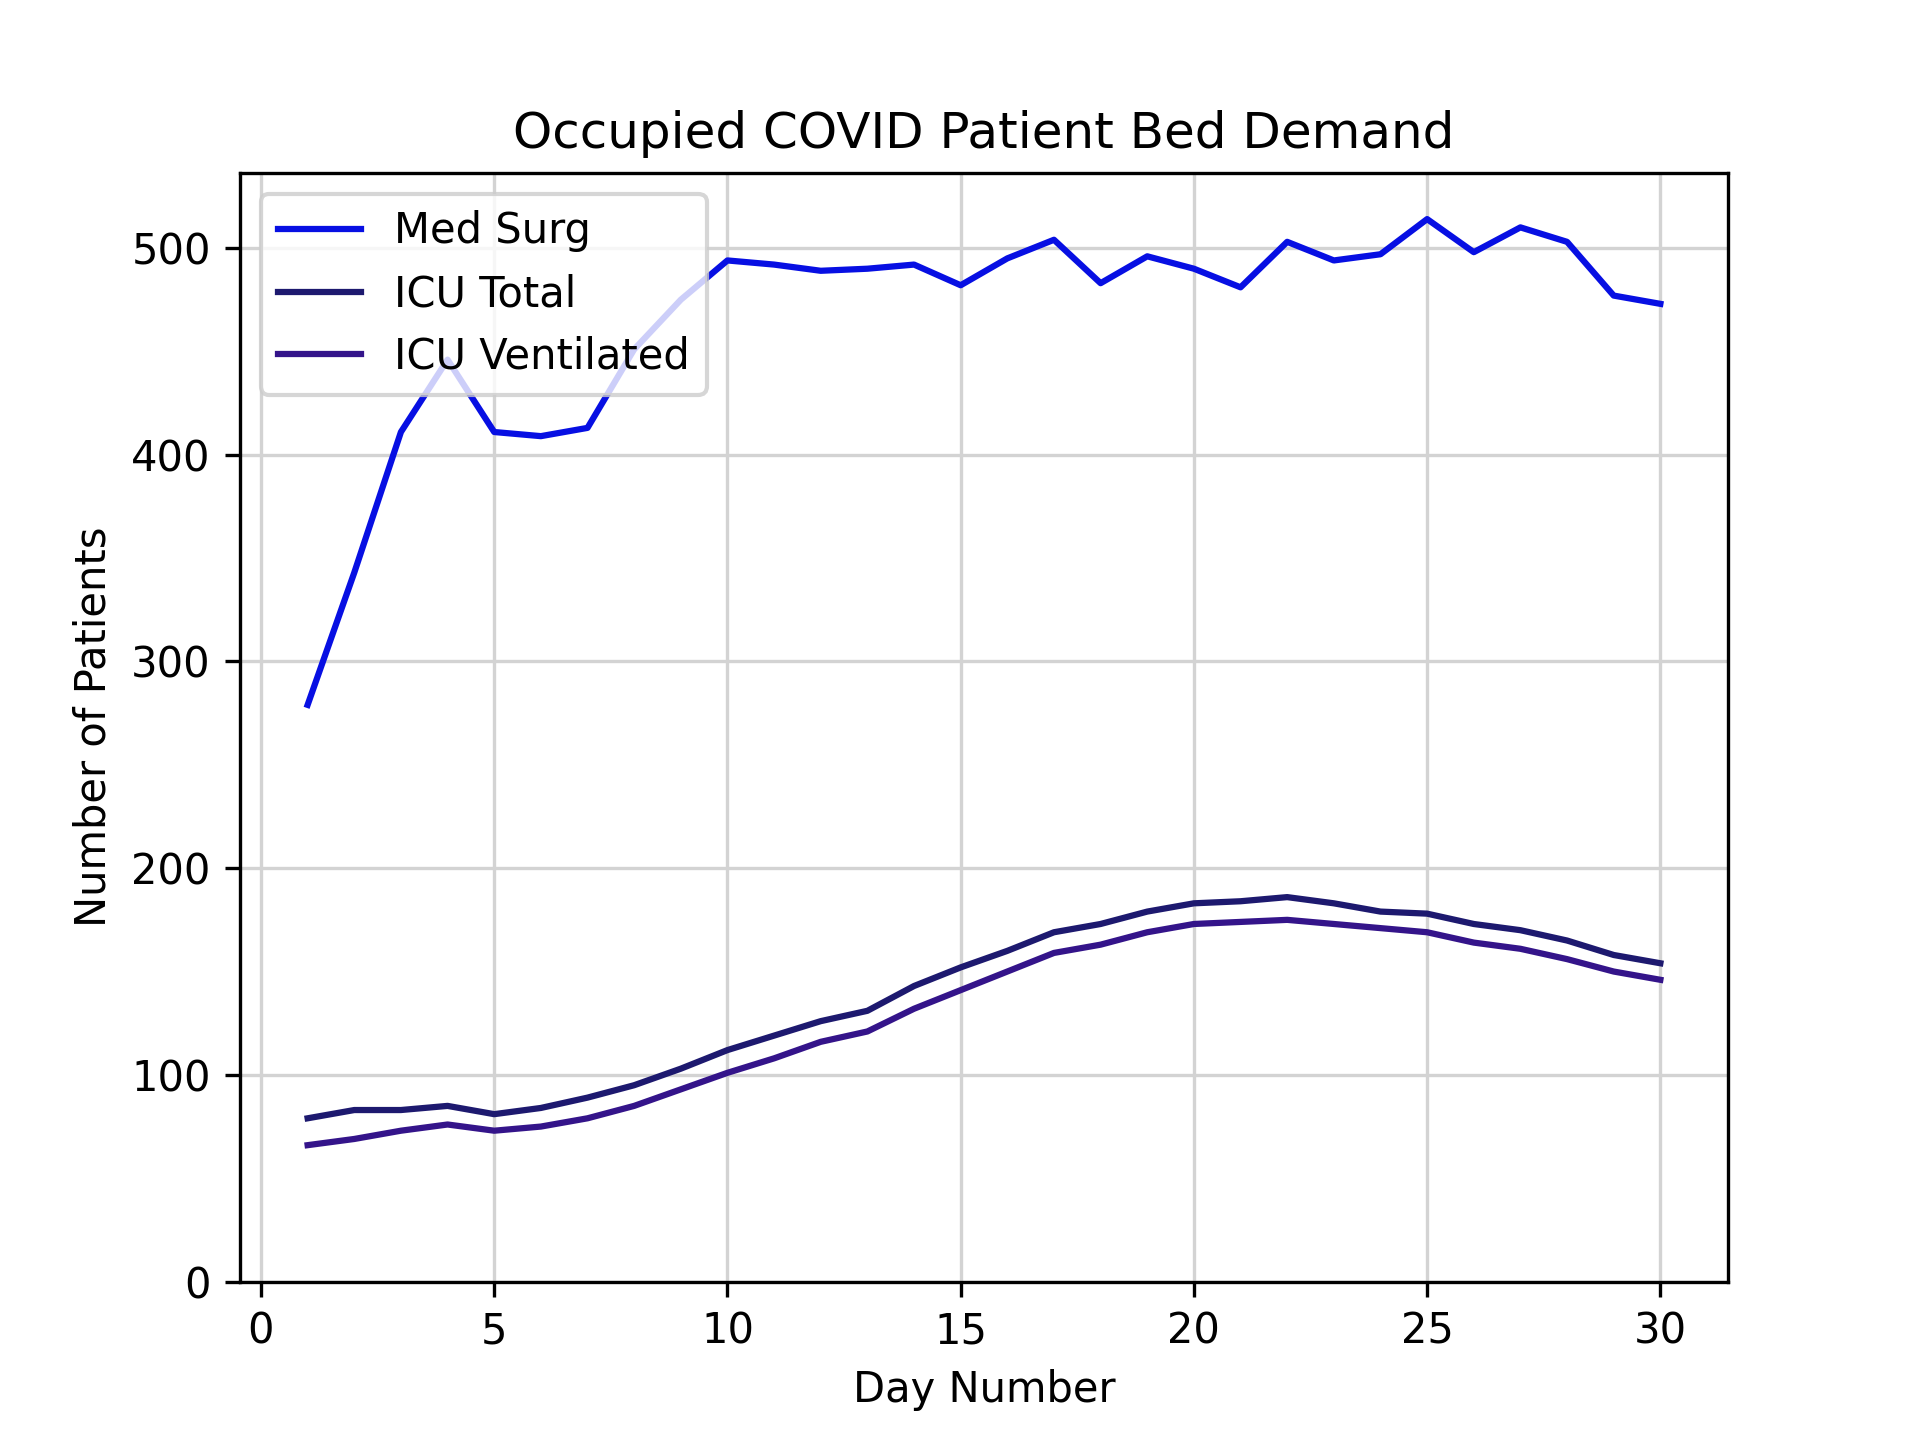 Occupied COVID Patient Bed Demand
Med Surg
ICU Total
ICU Ventilated
500
400
300
200
100
0
Number of Patients
0 5 10 15 20 25 30
Day Number